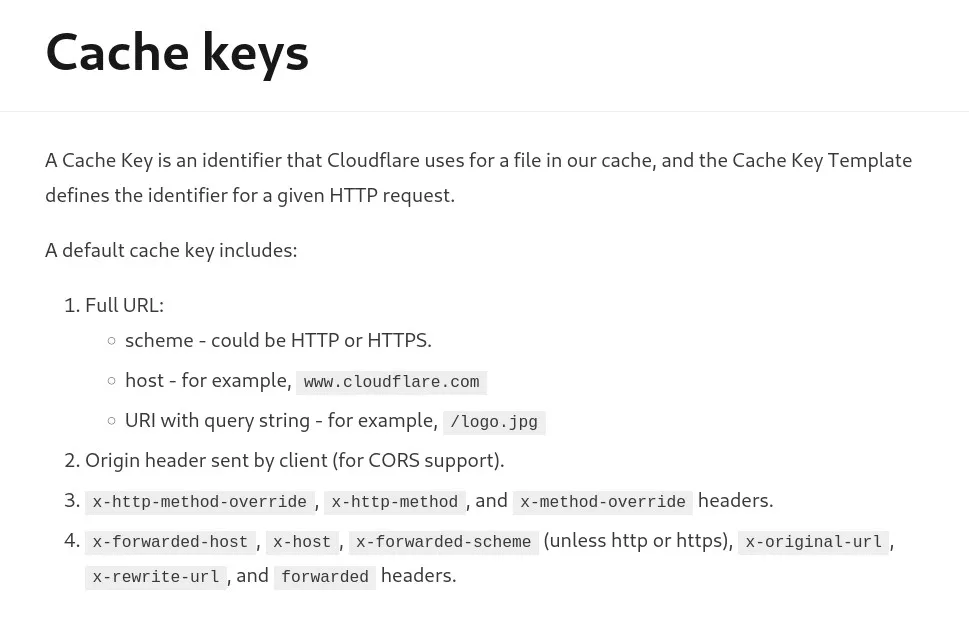 Cache keys
A Cache Key is an identifier that Cloudflare uses for a file in our cache, and the Cache Key Template
defines the identifier for a given HTTP request.
A default cache key includes:
1. Full URL:
◦ scheme - could be HTTP or HTTPS.
◦ host - for example, www.cloudflare.com
◦ URI with query string - for example, /logo.jpg
2. Origin header sent by client (for CORS support).
3. x-http-method-override, x-http-method, and x-method-override headers.
4. x-forwarded-host, x-host, x-forwarded-scheme (unless http or https), x-original-url,
x-rewrite-url, and forwarded headers.